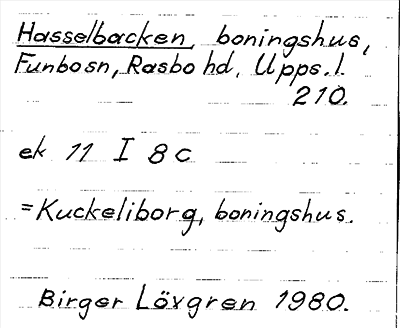 Hasselbacken, boningshus,
Funbosn, Rasbo hd, Upps. l.
210.
ek 11 I 8c
=Kuckeliborg, boningshus.
Birger Lövgren 1980.